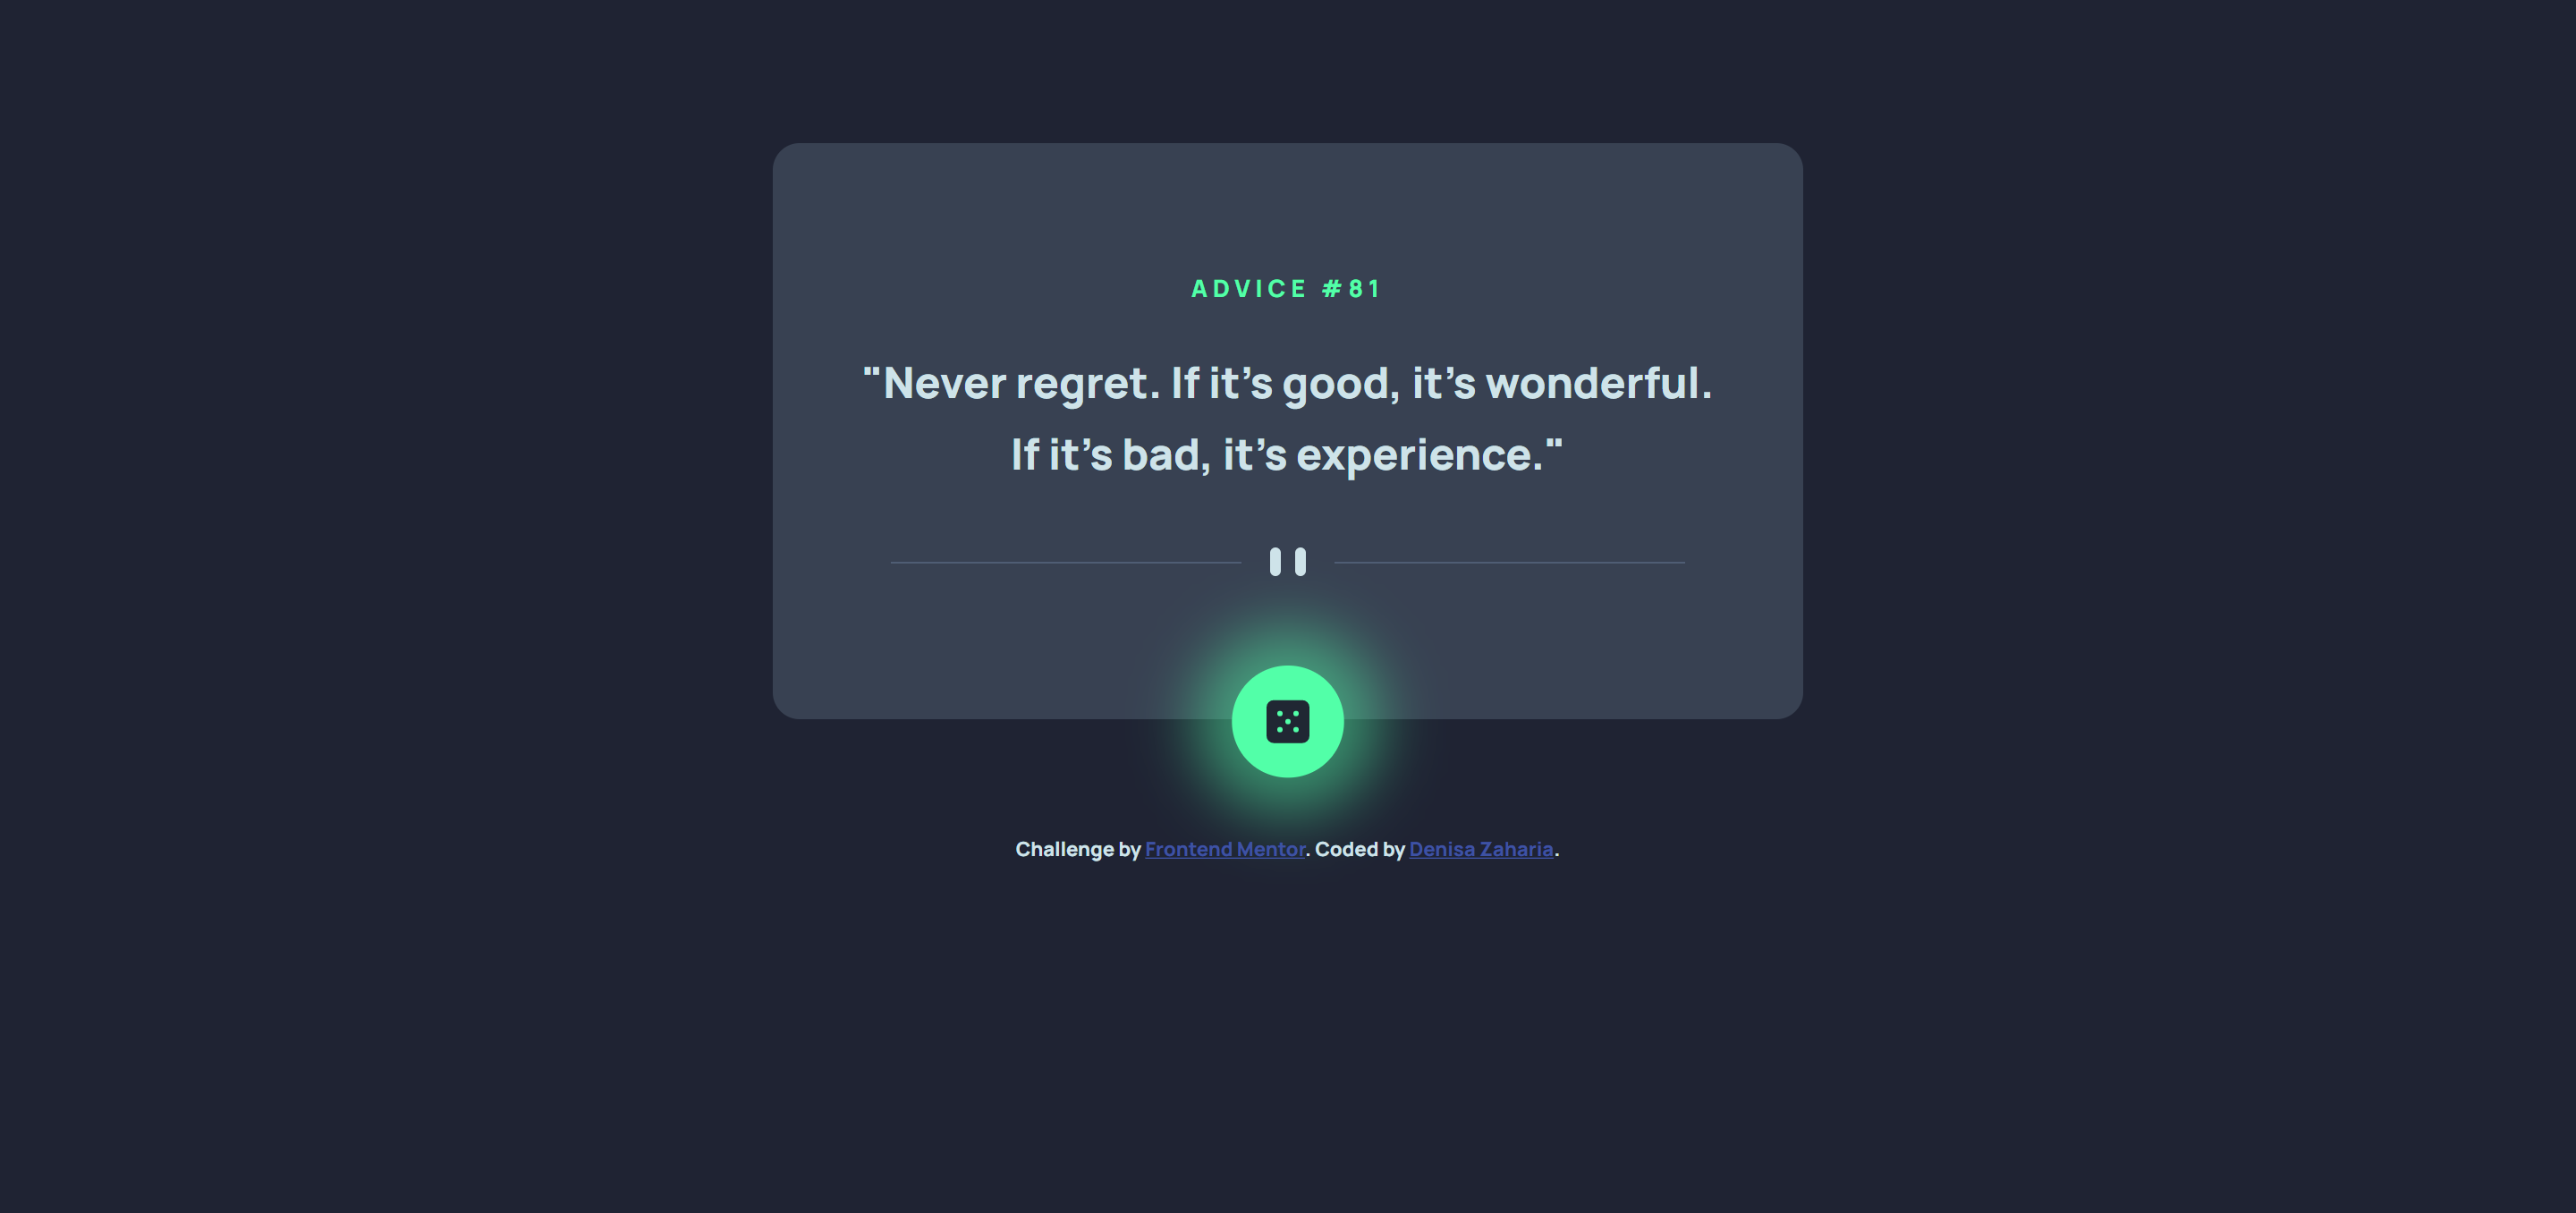 ADVICE #81
"Never regret. If it’s good, it’s wonderful.
If it’s bad, it’s experience."
Challenge by Frontend Mentor. Coded by Denisa Zaharia.